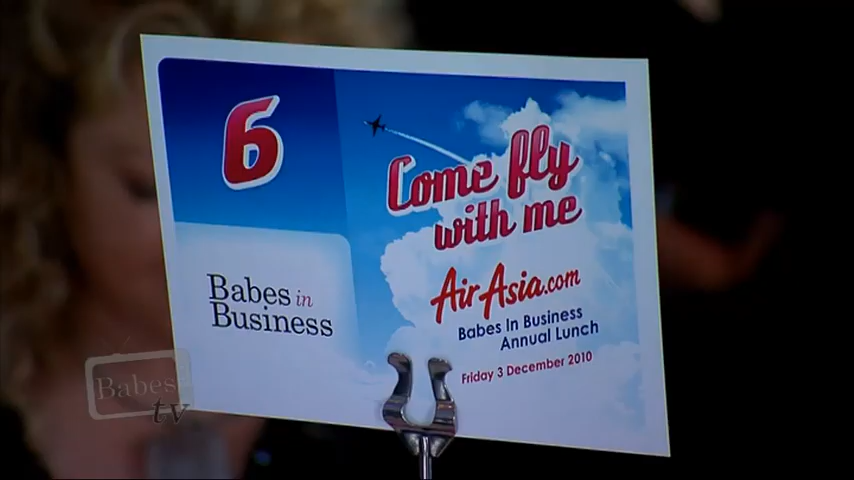 6
Come fly
with me
Babes in
Business
AirAsia.com
Babes In Business
Annual Lunch
Friday 3 December 2010
Babes
tv